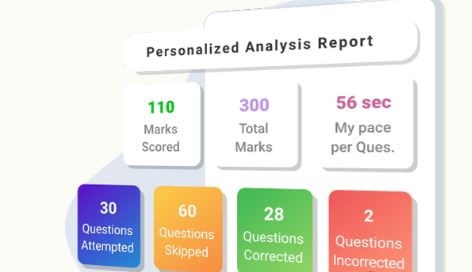 Personalized Analysis Report
110
Marks
Scored
300
Total
Marks
56 sec
My pace
per Ques.
30
Questions
Attempted
60
Questions
Skipped
28
Questions
Corrected
2
Questions
Incorrected